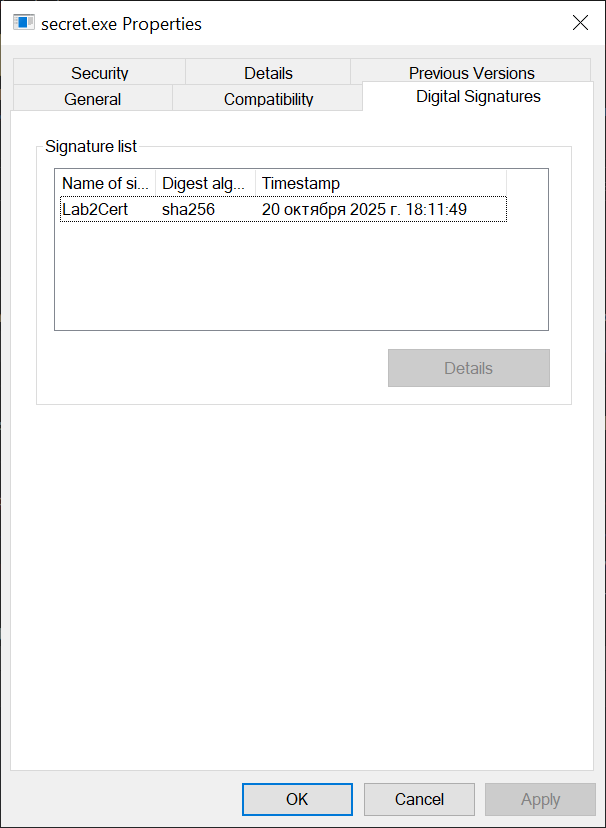 secret.exe Properties
Security Details Previous Versions
General Compatibility Digital Signatures
Signature list
Name of si... Digest alg... Timestamp
Lab2Cert sha256 20 октября 2025 г. 18:11:49
Details
OK Cancel Apply